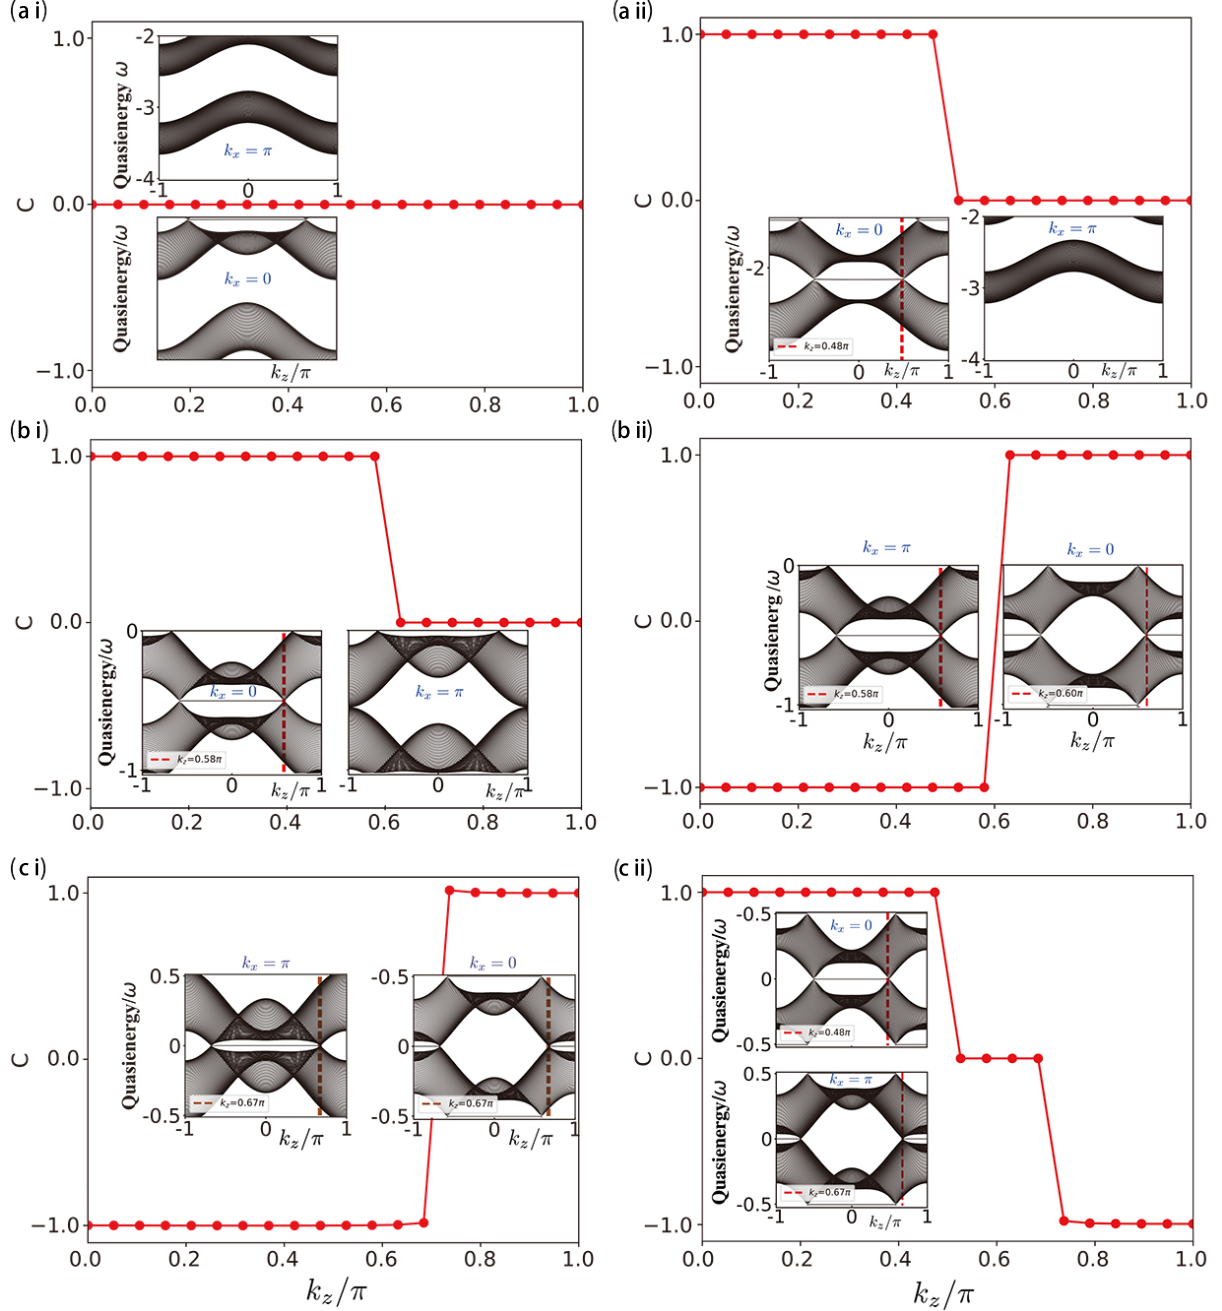 (a i)
1.0
0.0
−1.0
C
0.0 0.2 0.4 0.6 0.8 1.0
Quasienergy ω
-2
-3
-4
kx = π
-1 0 1
Quasienergy/ω
kx = 0
kz/π
(a ii)
1.0
0.0
−1.0
C
0.0 0.2 0.4 0.6 0.8 1.0
Quasienergy/ω
-2
kx = 0
kz=0.48π
-1 0 kz/π 1
-2
-3
-4
kx = π
-1 0 kz/π 1
(b i)
1.0
0.0
−1.0
C
0.0 0.2 0.4 0.6 0.8 1.0
Quasienergy/ω
0
-1
kx = 0
kz=0.58π
-1 0 kz/π 1
kx = π
-1 0 kz/π 1
(b ii)
1.0
0.0
−1.0
C
0.0 0.2 0.4 0.6 0.8 1.0
kx = π
Quasienerg/ω
0
-1
kz=0.58π
-1 0 1
kz/π
kx = 0
kz=0.60π
-1 0 1
kz/π
(c i)
1.0
0.0
−1.0
C
0.0 0.2 0.4 0.6 0.8 1.0
kz/π
kx = π
Quasienergy/ω
0.5
0
-0.5
kz=0.67π
-1 0 1
kz/π
kx = 0
-0.5
0
0.5
kz=0.67π
-1 0 1
kz/π
(c ii)
1.0
0.0
−1.0
C
0.0 0.2 0.4 0.6 0.8 1.0
kz/π
Quasienergy/ω
-0.5
0
-0.5
kx = 0
kz=0.48π
Quasienergy/ω
0.5
0
-0.5
kx = π
kz=0.67π
-1 0 kz/π 1